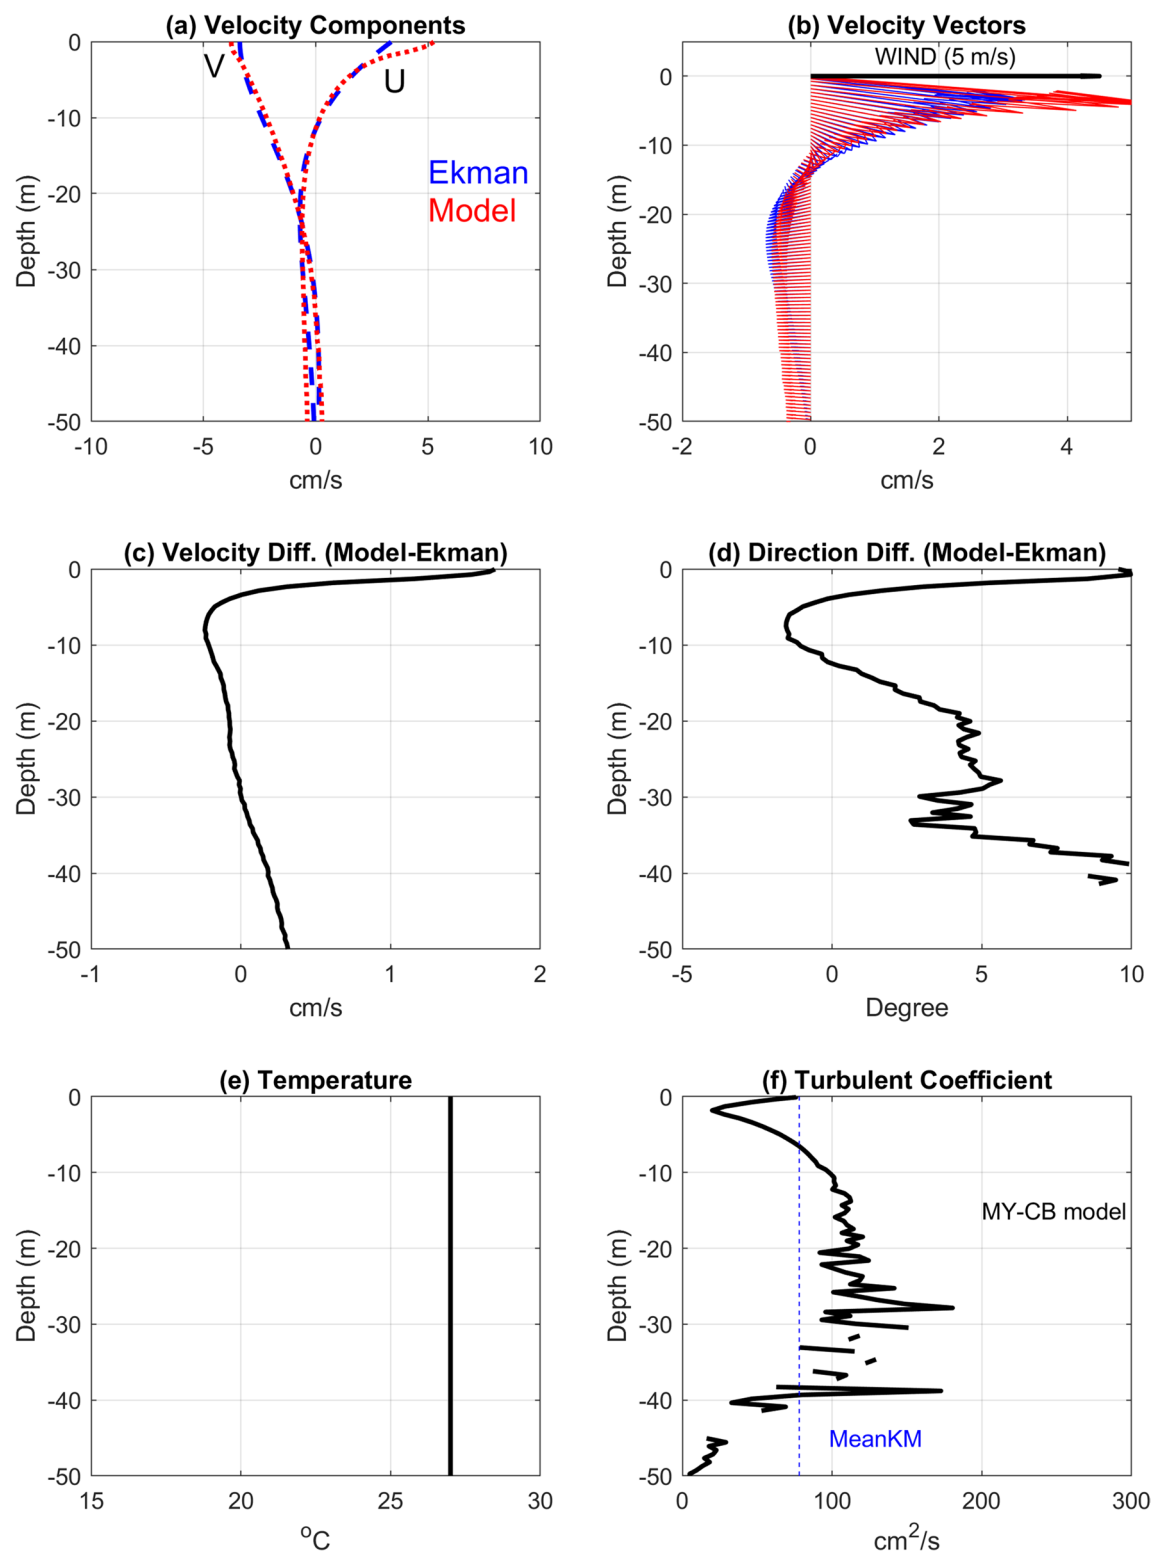 (a) Velocity Components
0
-10
-20
-30
-40
-50
Depth (m)
V
U
Ekman
Model
-10 -5 0 5 10
cm/s
(b) Velocity Vectors
WIND (5 m/s)
0
-10
-20
-30
-40
-50
Depth (m)
-2 0 2 4
cm/s
(c) Velocity Diff. (Model-Ekman)
0
-10
-20
-30
-40
-50
Depth (m)
-1 0 1 2
cm/s
(d) Direction Diff. (Model-Ekman)
0
-10
-20
-30
-40
-50
Depth (m)
-5 0 5 10
Degree
(e) Temperature
0
-10
-20
-30
-40
-50
Depth (m)
15 20 25 30
°C
(f) Turbulent Coefficient
0
-10
-20
-30
-40
-50
Depth (m)
MY-CB model
MeanKM
0 100 200 300
cm²/s